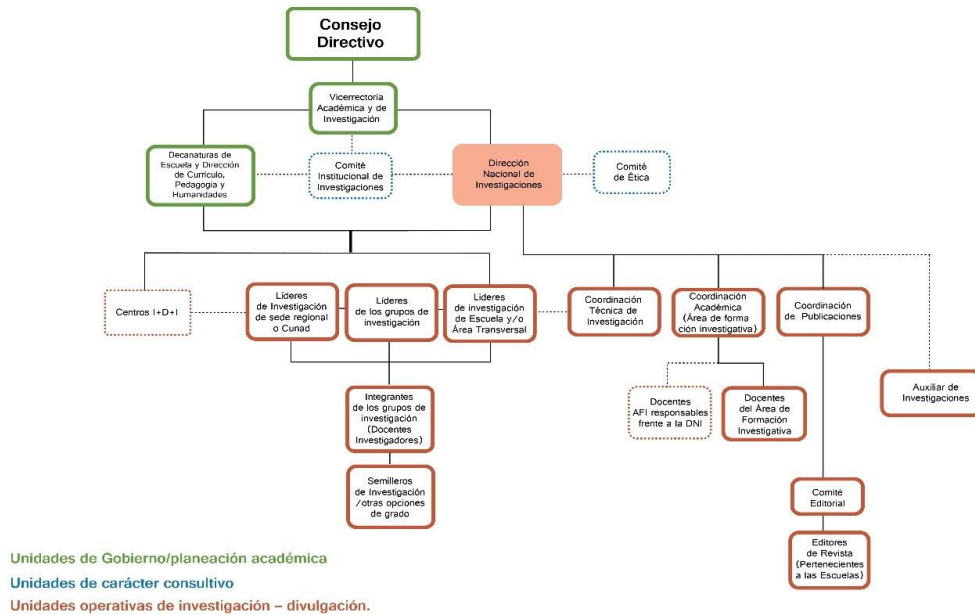 Consejo
Directivo
Vicerrectoría
Académica y de
Investigación
Decanaturas de
Escuela y Dirección
de Currículo,
Pedagogía y
Humanidades
Comité
Institucional de
Investigaciones
Dirección
Nacional de
Investigaciones
Comité
de Ética
Centros I+D+I
Líderes
de Investigación
de sede regional
o Cunad
Líderes
de los grupos de
investigación
Lideres
de investigación
de Escuela y/o
Área Transversal
Coordinación
Técnica de
Investigación
Coordinación
Académica
(Área de forma
ción investigativa)
Coordinación
de Publicaciones
Auxiliar de
Investigaciones
Integrantes
de los grupos de
investigación
(Docentes
Investigadores)
Docentes
AFI responsables
frente a la DNI
Docentes
del Área de
Formación
Investigativa
Semilleros
de Investigación
/otras opciones
de grado
Comité
Editorial
Editores
de Revista
(Pertenecientes
a las Escuelas)
Unidades de Gobierno/planeación académica
Unidades de carácter consultivo
Unidades operativas de investigación – divulgación.